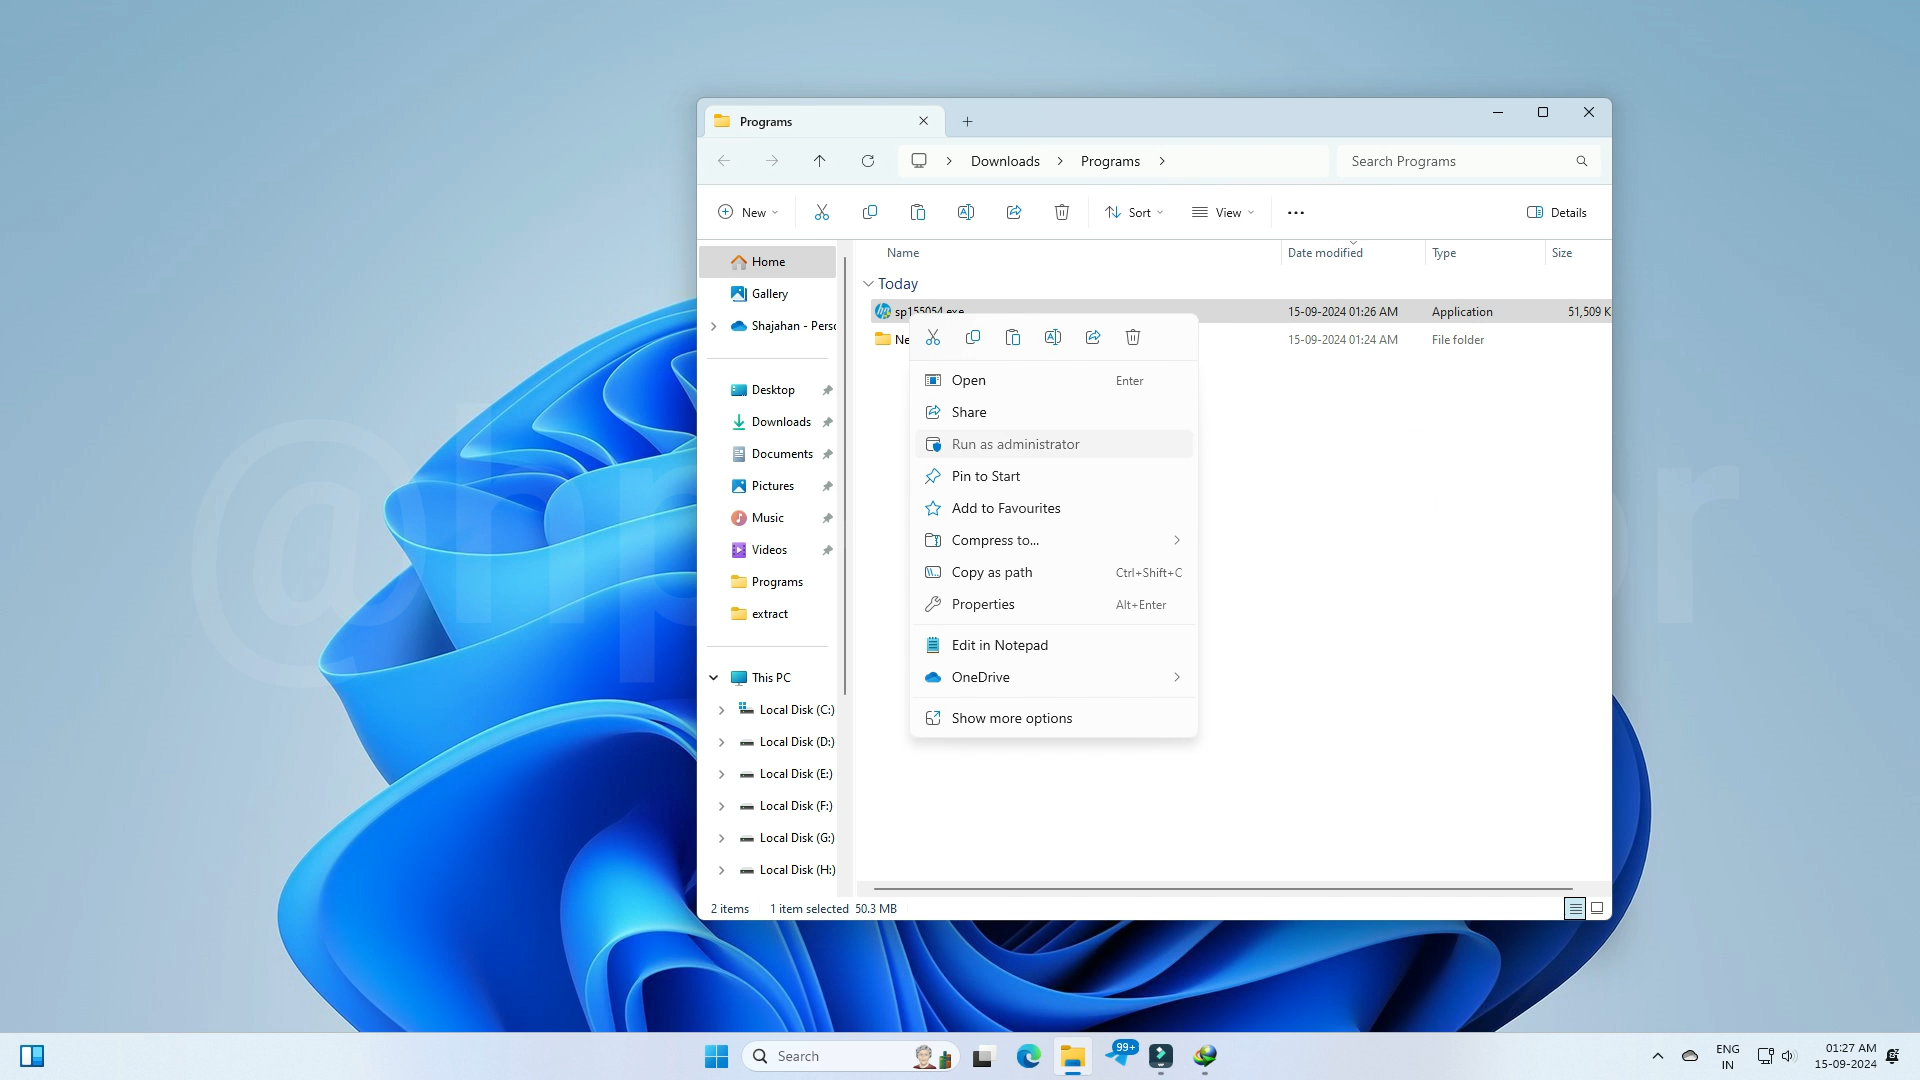 Programs
Downloads
Programs
Search Programs
New
Sort
View
Details
Name
Date modified
Type
Size
Home
Gallery
Shajahan - Perso
Desktop
Downloads
Documents
Pictures
Music
Videos
Programs
extract
This PC
Local Disk (C:)
Local Disk (D:)
Local Disk (E:)
Local Disk (F:)
Local Disk (G:)
Local Disk (H:)
Today
sp155054.exe 15-09-2024 01:26 AM Application 51,509 K
Ne 15-09-2024 01:24 AM File folder
Open Enter
Share
Run as administrator
Pin to Start
Add to Favourites
Compress to...
Copy as path Ctrl+Shift+C
Properties Alt+Enter
Edit in Notepad
OneDrive
Show more options
2 items 1 item selected 50.3 MB
Search
99+
ENG
IN
01:27 AM
15-09-2024